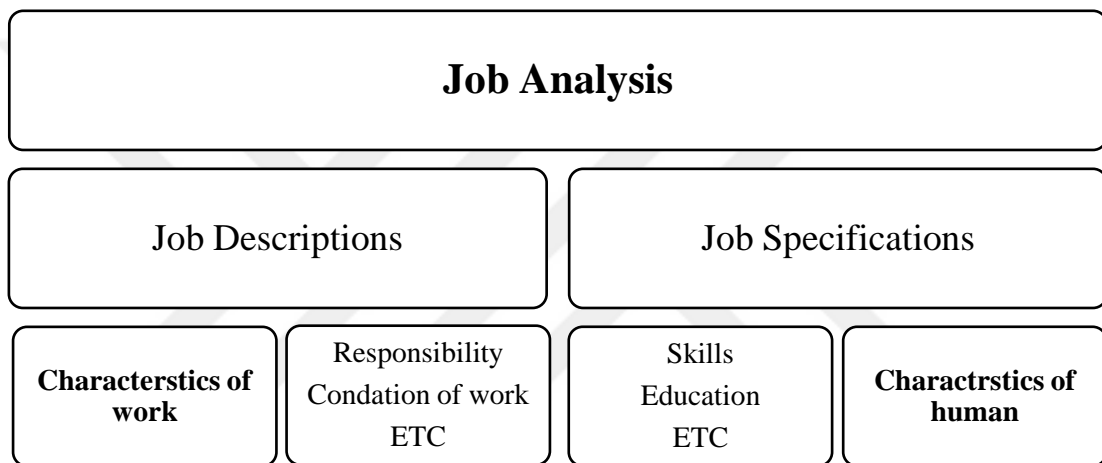 Job Analysis
Job Descriptions
Job Specifications
Characterstics of
work
Responsibility
Condation of work
ETC
Skills
Education
ETC
Charactrstics of
human